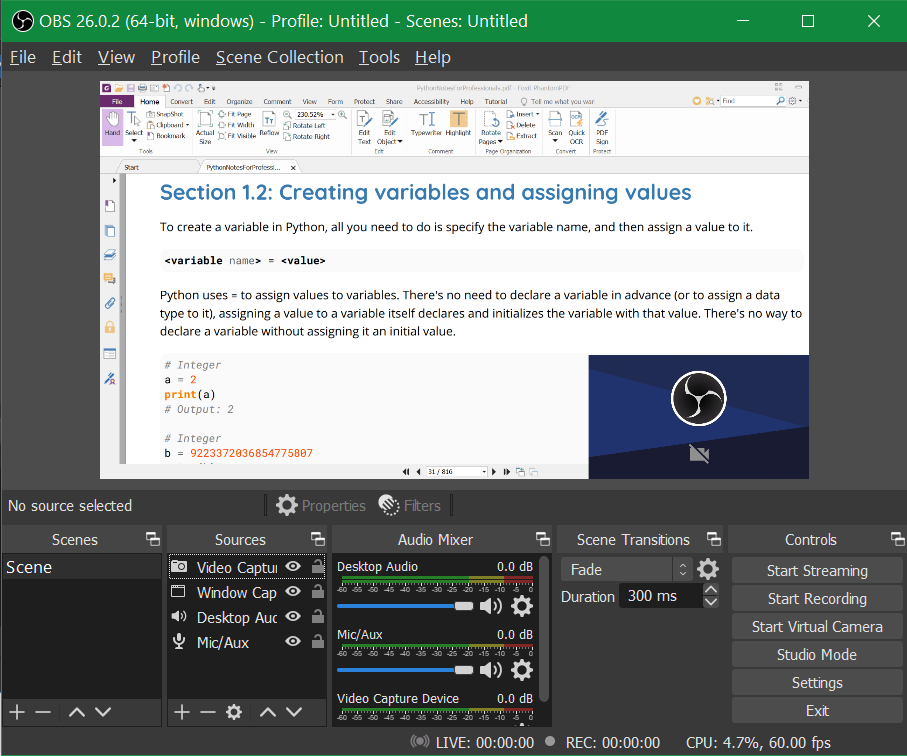 OBS 26.0.2 (64-bit, windows) - Profile: Untitled - Scenes: Untitled
File Edit View Profile Scene Collection Tools Help
PythonNotesForProfessionals.pdf - Foxit PhantomPDF
File Home Convert Edit Organize Comment View Form Protect Share Accessibility Help Tutorial Tell me what you want Find
Hand Select SnapShot Clipboard Bookmark Actual Size Fit Page Fit Width Fit Visible Reflow 230.52% Rotate Left Rotate Right Edit Text Edit Object Typewriter Highlight Rotate Pages Insert Delete Extract Scan Quick OCR PDF Sign
Tools View Edit Comment Page Organization Convert Protect
Start PythonNotesForProfessi...
Section 1.2: Creating variables and assigning values
To create a variable in Python, all you need to do is specify the variable name, and then assign a value to it.
<variable name> = <value>
Python uses = to assign values to variables. There's no need to declare a variable in advance (or to assign a data
type to it), assigning a value to a variable itself declares and initializes the variable with that value. There's no way to
declare a variable without assigning it an initial value.
# Integer
a = 2
print(a)
# Output: 2
# Integer
b = 9223372036854775807
31 / 816
No source selected Properties Filters
Scenes
Scene
Sources
Video Captur
Window Cap
Desktop Auc
Mic/Aux
Audio Mixer
Desktop Audio 0.0 dB
-60 -55 -50 -45 -40 -35 -30 -25 -20 -15 -10 -5 0
Mic/Aux 0.0 dB
-60 -55 -50 -45 -40 -35 -30 -25 -20 -15 -10 -5 0
Video Capture Device 0.0 dB
-60 -55 -50 -45 -40 -35 -30 -25 -20 -15 -10 -5 0
Scene Transitions
Fade
Duration 300 ms
Controls
Start Streaming
Start Recording
Start Virtual Camera
Studio Mode
Settings
Exit
LIVE: 00:00:00 REC: 00:00:00 CPU: 4.7%, 60.00 fps